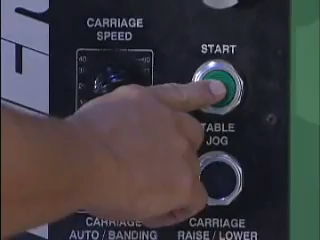 CARRIAGE
SPEED
START
TABLE
JOG
CARRIAGE
AUTO / BANDING
CARRIAGE
RAISE / LOWER